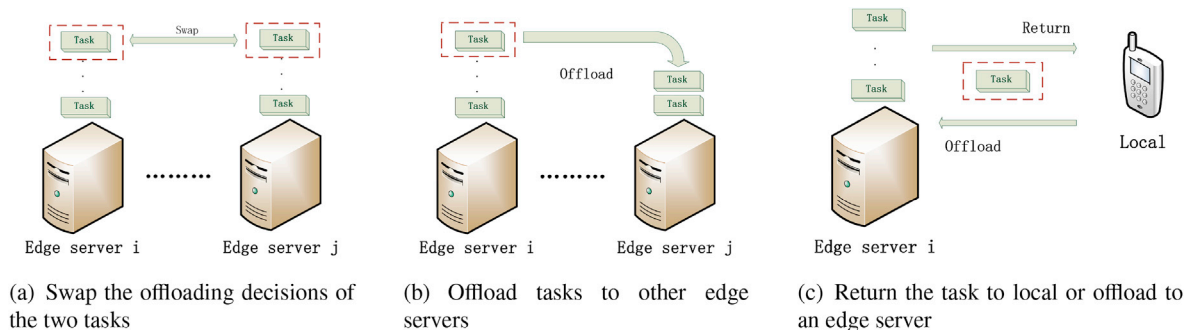 Task
Swap
Task
Task
Task
Edge server i
Edge server j
(a) Swap the offloading decisions of
the two tasks
Task
Offload
Task
Task
Task
Edge server i
Edge server j
(b) Offload tasks to other edge
servers
Task
Return
Task
Task
Offload
Local
Edge server i
(c) Return the task to local or offload to
an edge server